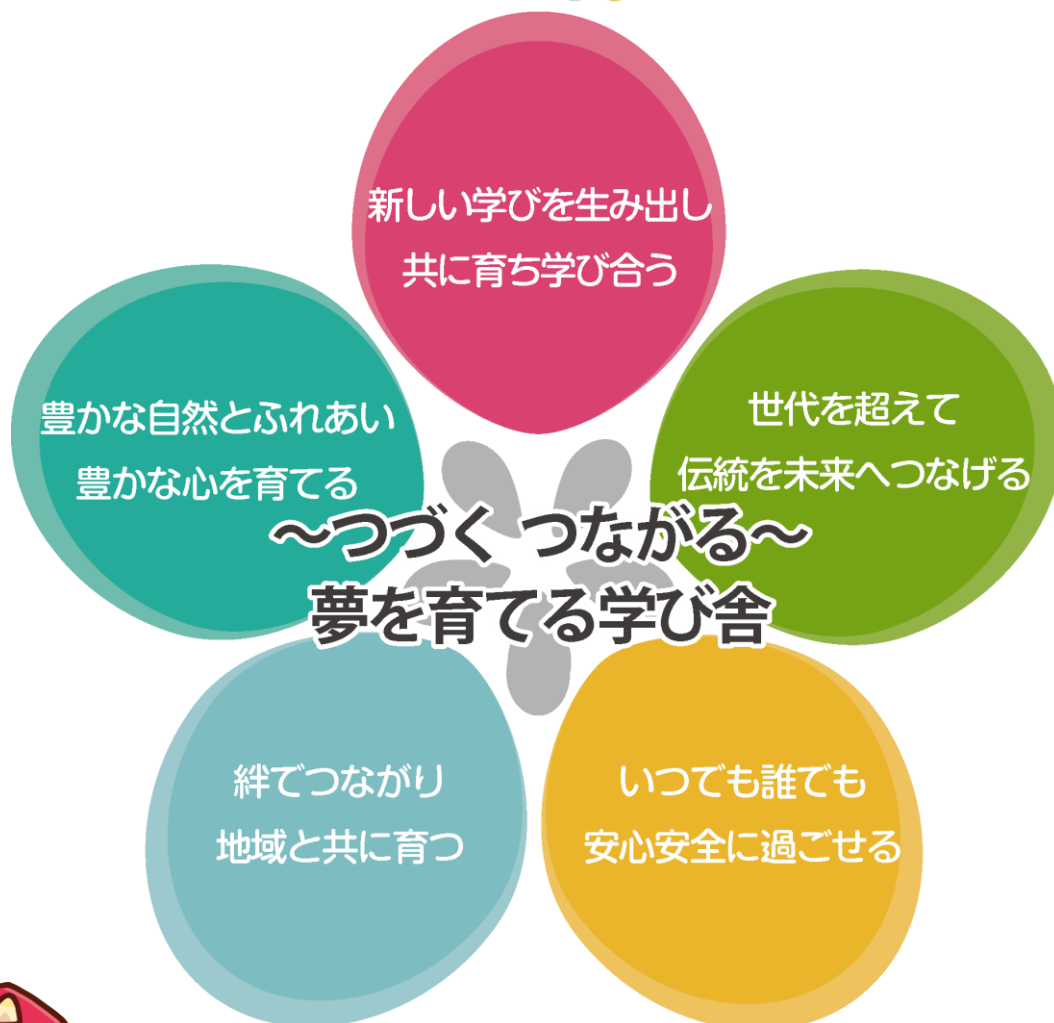 新しい学びを生み出し
共に育ち学び合う
豊かな自然とふれあい
豊かな心を育てる
世代を超えて
伝統を未来へつなげる
～つづく つながる～
夢を育てる学び舎
絆でつながり
地域と共に育つ
いつでも誰でも
安心安全に過ごせる